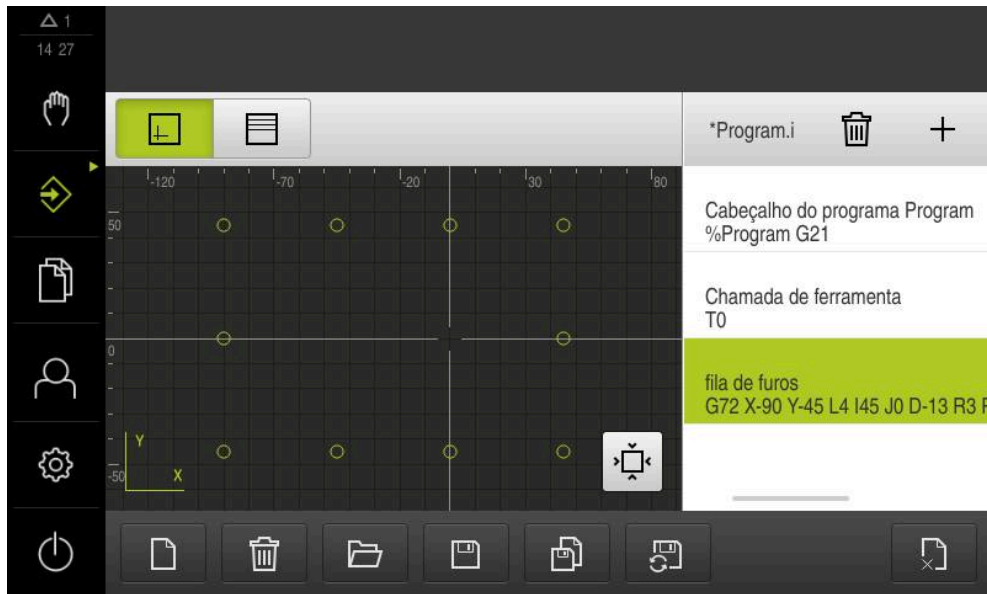 1
14 27
*Program.i
-120
-70
-20
30
80
50
0
-50
Y
X
Cabeçalho do programa Program
%Program G21
Chamada de ferramenta
T0
fila de furos
G72 X-90 Y-45 L4 I45 J0 D-13 R3